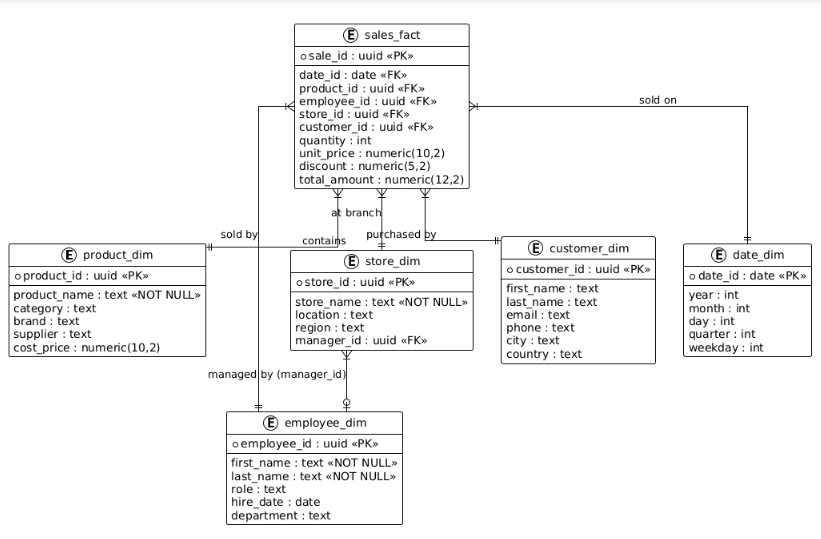 E sales_fact
sale_id : uuid «PK»
date_id : date «FK»
product_id : uuid «FK»
employee_id : uuid «FK»
store_id : uuid «FK»
customer_id : uuid «FK»
quantity : int
unit_price : numeric(10,2)
discount : numeric(5,2)
total_amount : numeric(12,2)
sold on
at branch
sold by
contains
purchased by
E product_dim
product_id : uuid «PK»
product_name : text «NOT NULL»
category : text
brand : text
supplier : text
cost_price : numeric(10,2)
E store_dim
store_id : uuid «PK»
store_name : text «NOT NULL»
location : text
region : text
manager_id : uuid «FK»
E customer_dim
customer_id : uuid «PK»
first_name : text
last_name : text
email : text
phone : text
city : text
country : text
E date_dim
date_id : date «PK»
year : int
month : int
day : int
quarter : int
weekday : int
managed by (manager_id)
E employee_dim
employee_id : uuid «PK»
first_name : text «NOT NULL»
last_name : text «NOT NULL»
role : text
hire_date : date
department : text